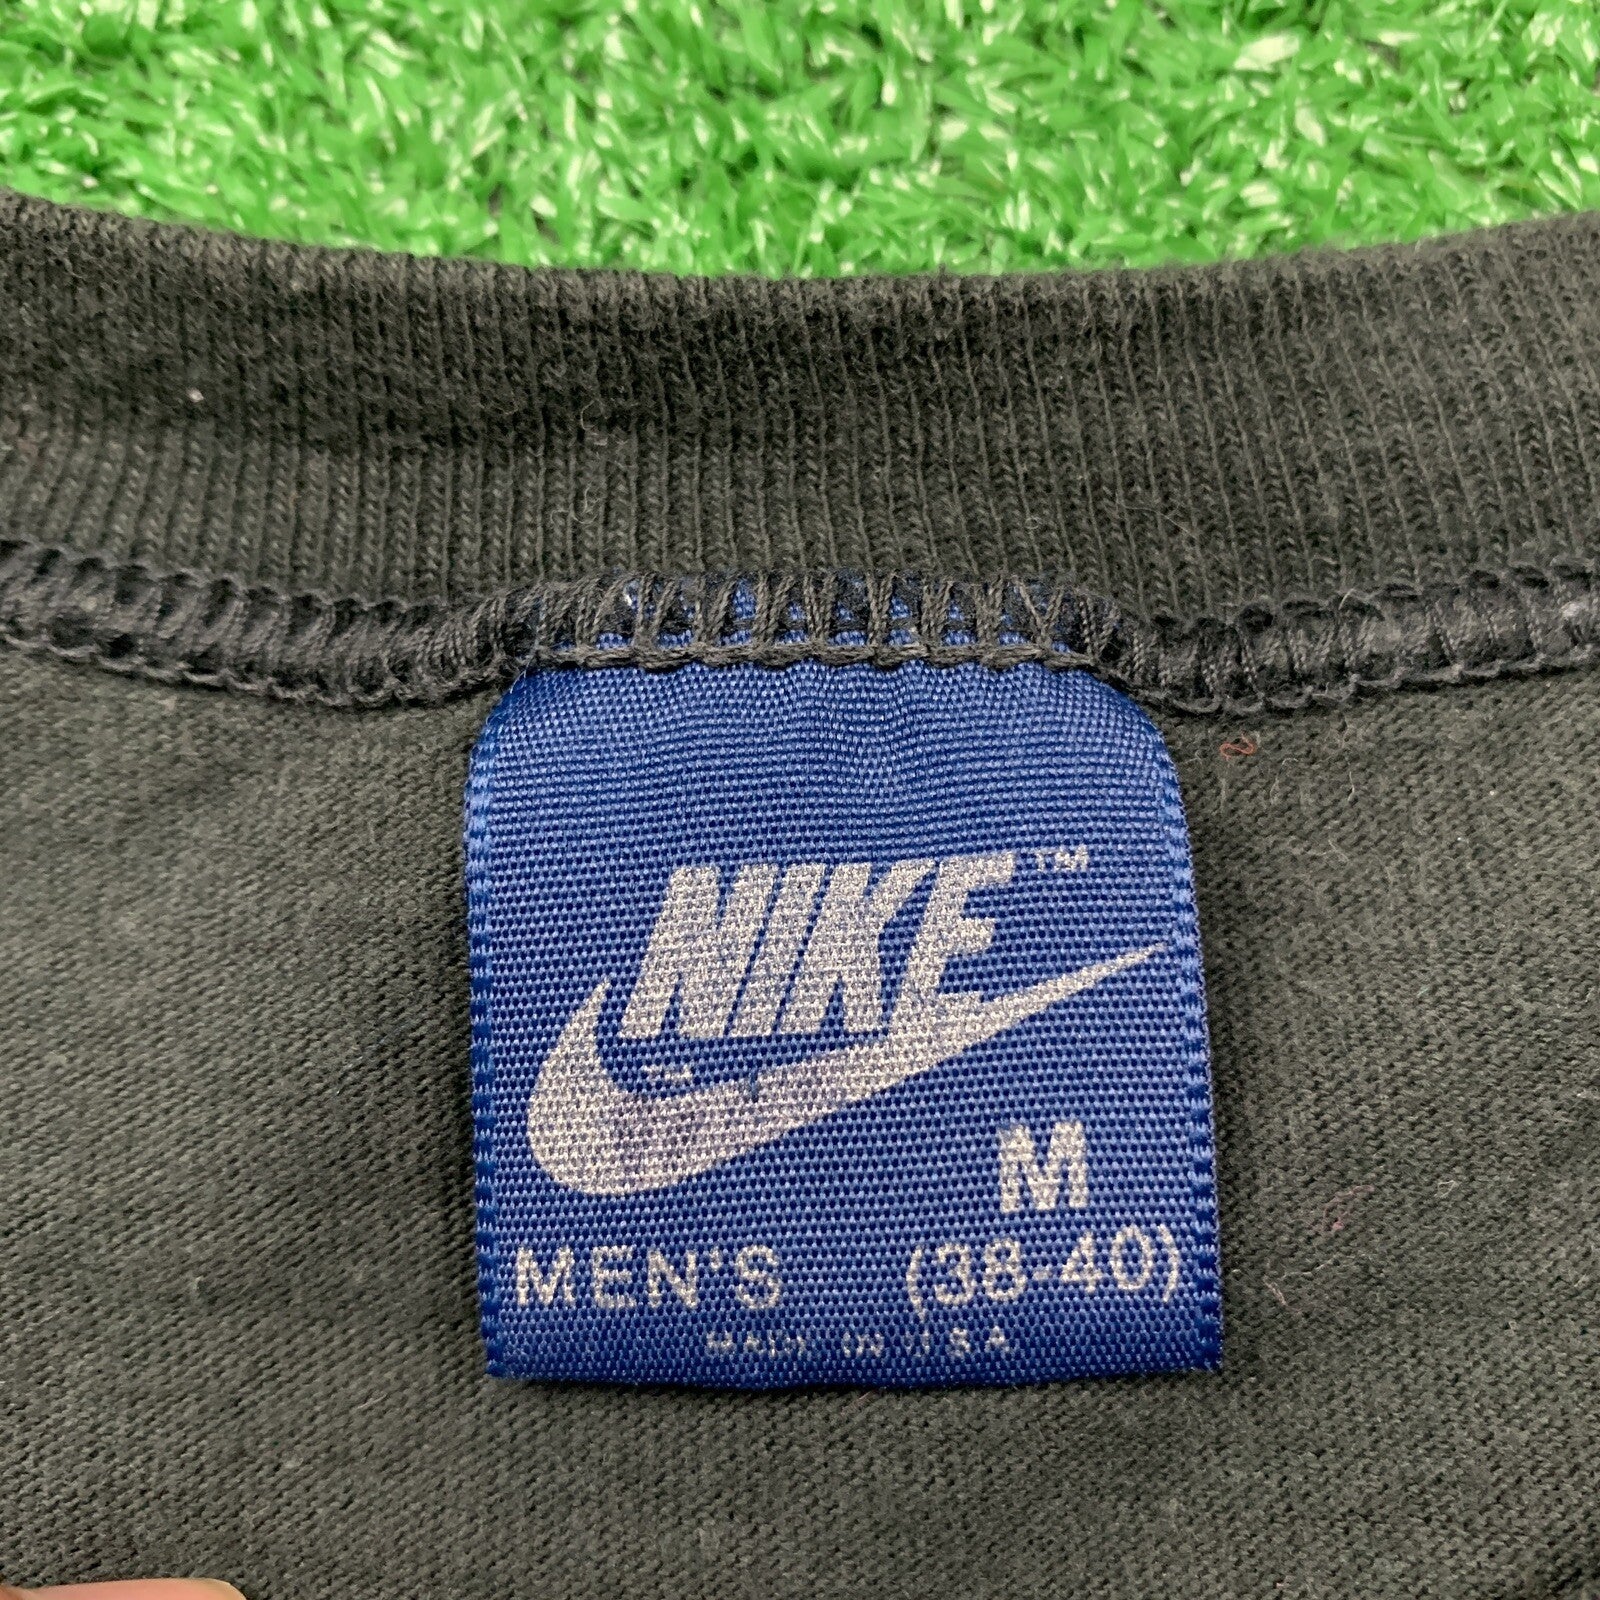 NIKE™
M
MEN'S (38-40)
MADE IN U.S.A